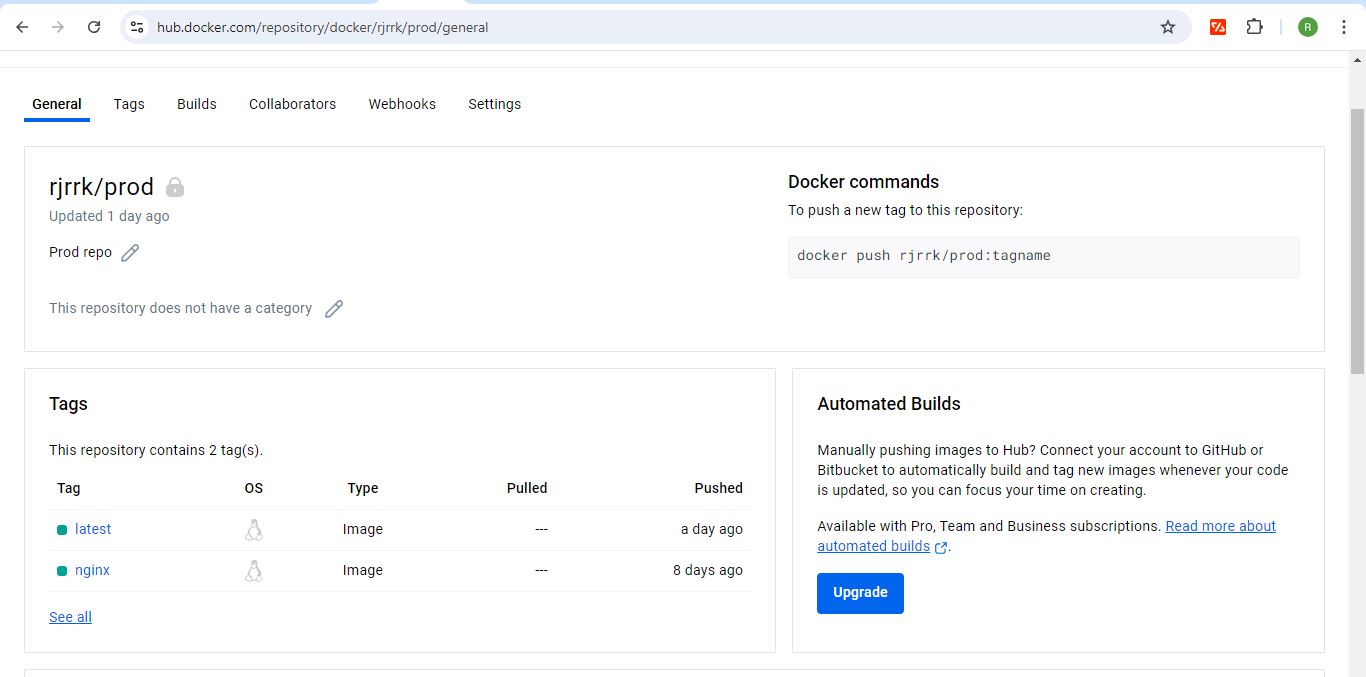 hub.docker.com/repository/docker/rjrrk/prod/general
R
General Tags Builds Collaborators Webhooks Settings
rjrrk/prod
Updated 1 day ago
Prod repo
This repository does not have a category
Docker commands
To push a new tag to this repository:
docker push rjrrk/prod:tagname
Tags
This repository contains 2 tag(s).
Tag OS Type Pulled Pushed
latest Image --- a day ago
nginx Image --- 8 days ago
See all
Automated Builds
Manually pushing images to Hub? Connect your account to GitHub or
Bitbucket to automatically build and tag new images whenever your code
is updated, so you can focus your time on creating.
Available with Pro, Team and Business subscriptions. Read more about
automated builds .
Upgrade